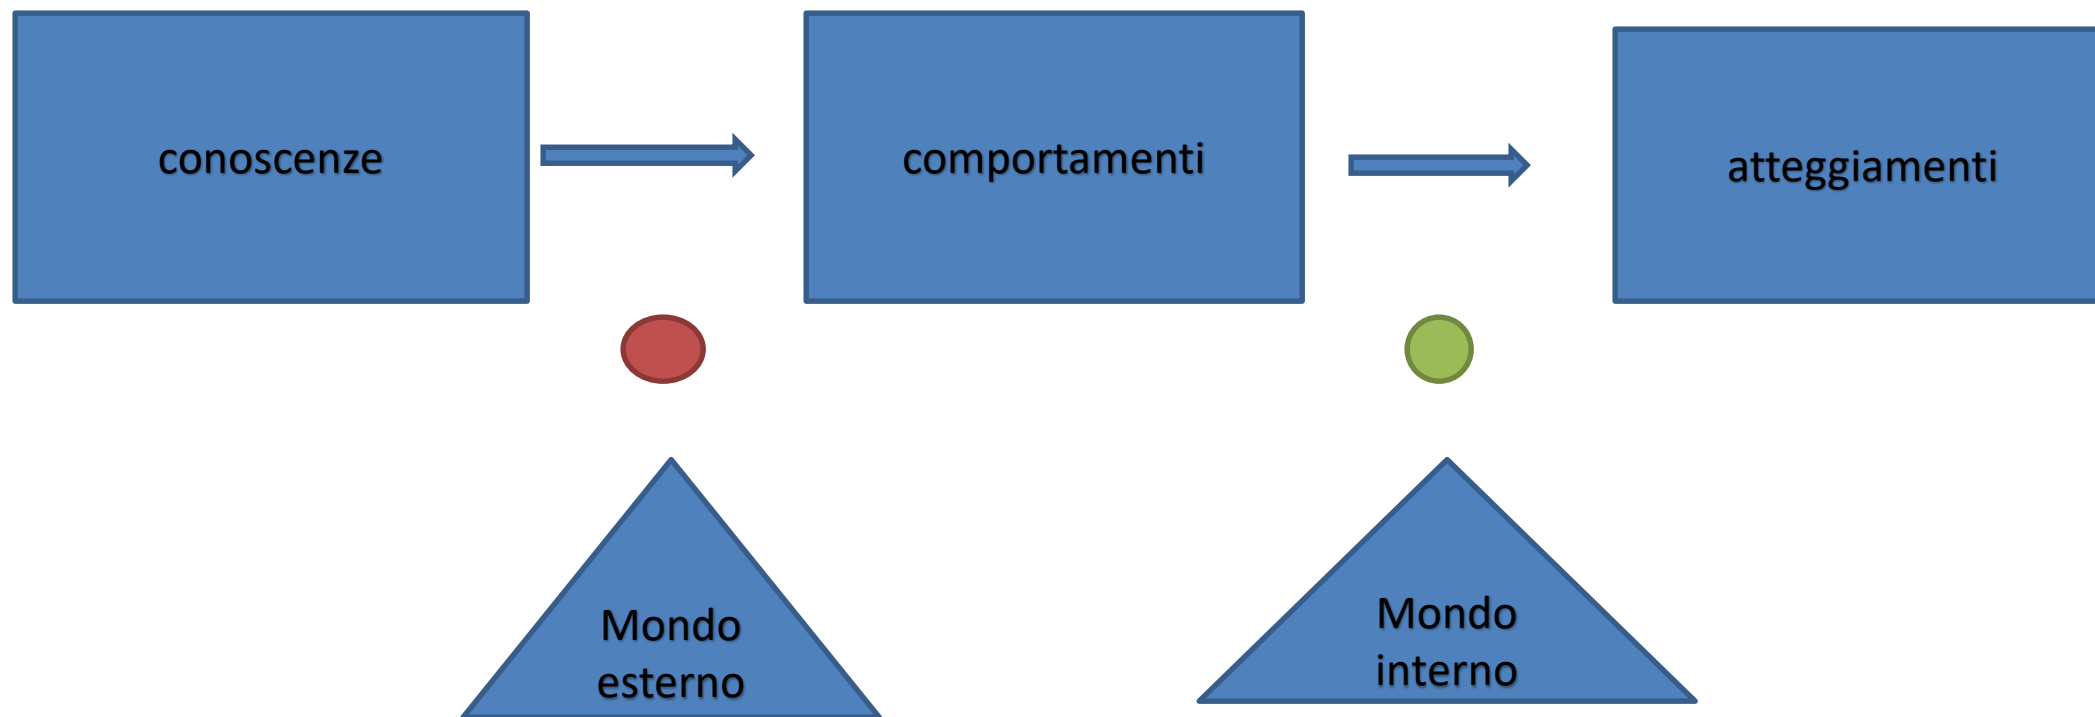 conoscenze
comportamenti
atteggiamenti
Mondo
esterno
Mondo
interno